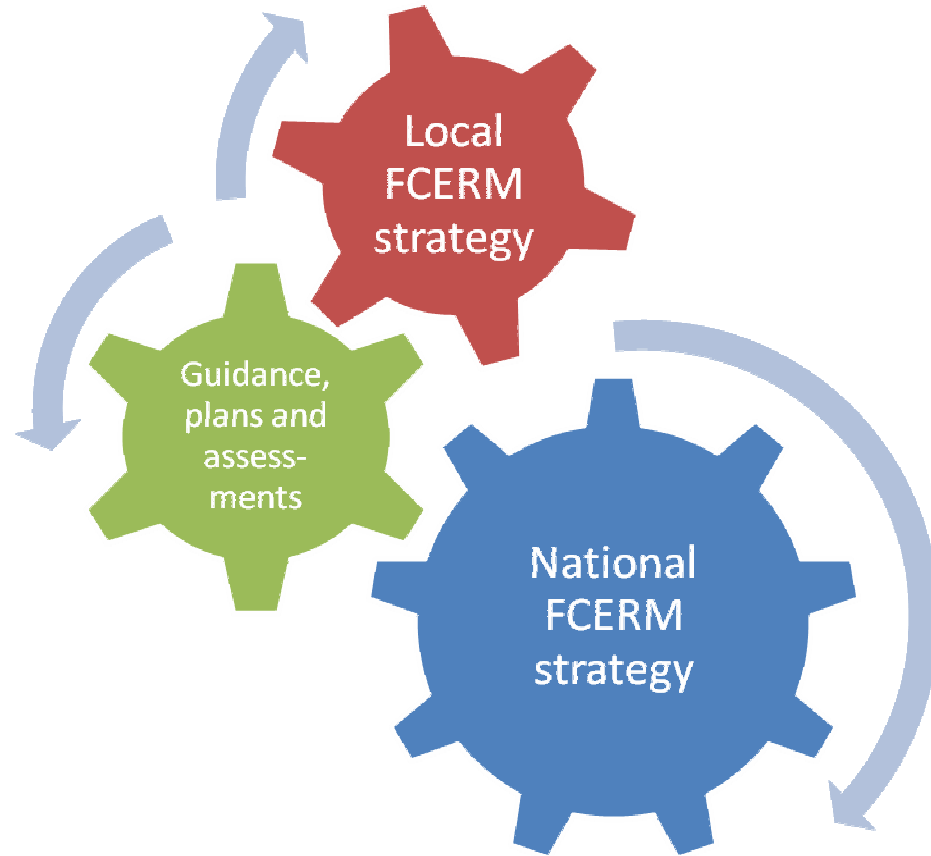 Local
FCERM
strategy
Guidance,
plans and
assess-
ments
National
FCERM
strategy